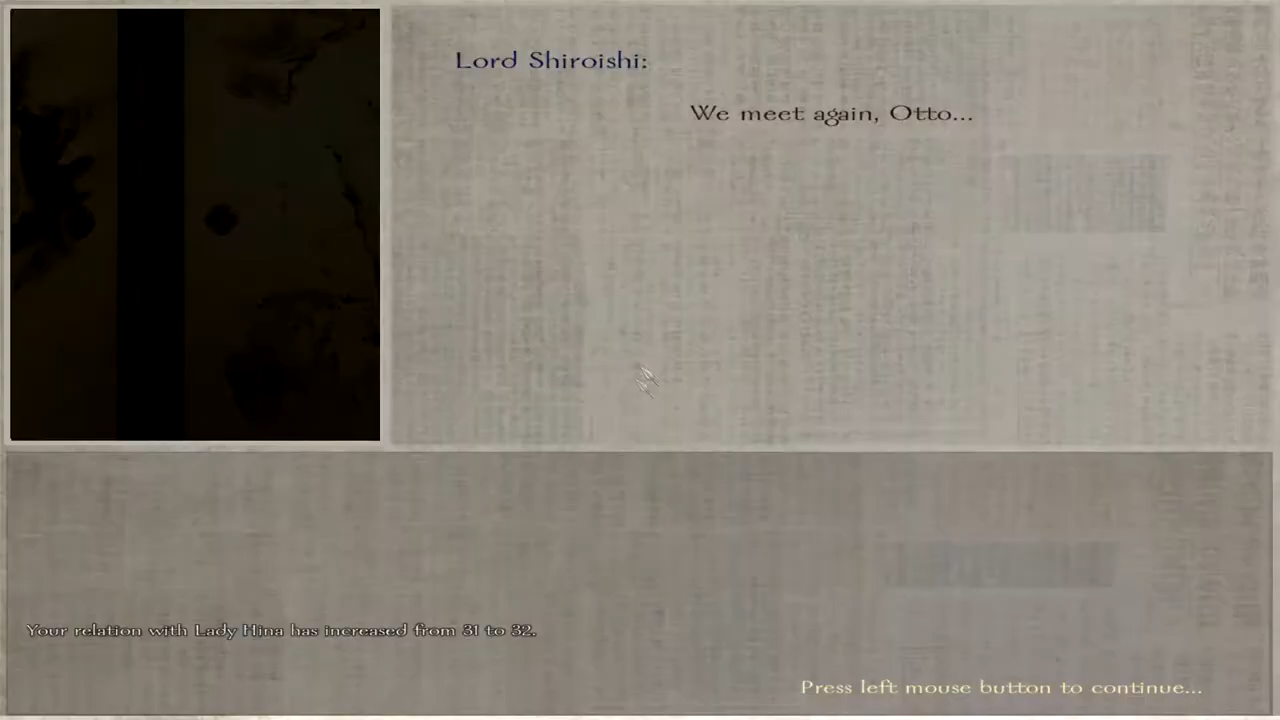 Lord Shiroishi:
We meet again, Otto...
Your relation with Lady Hina has increased from 31 to 32.
Press left mouse button to continue...